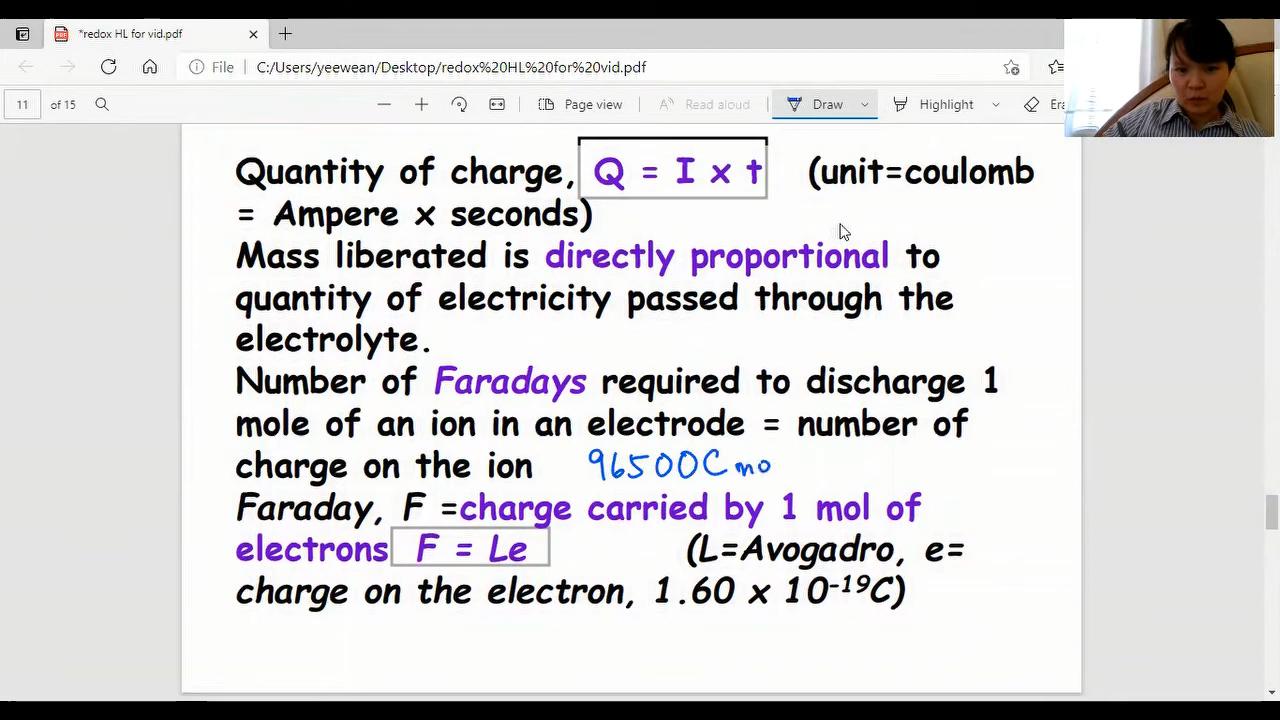 *redox HL for vid.pdf
File C:/Users/yeewean/Desktop/redox%20HL%20for%20vid.pdf
11 of 15 Page view Read aloud Draw Highlight
Quantity of charge, Q = I x t (unit=coulomb
= Ampere x seconds)
Mass liberated is directly proportional to
quantity of electricity passed through the
electrolyte.
Number of Faradays required to discharge 1
mole of an ion in an electrode = number of
charge on the ion 96500C mo
Faraday, F =charge carried by 1 mol of
electrons F = Le (L=Avogadro, e=
charge on the electron, 1.60 x 10⁻¹⁹C)